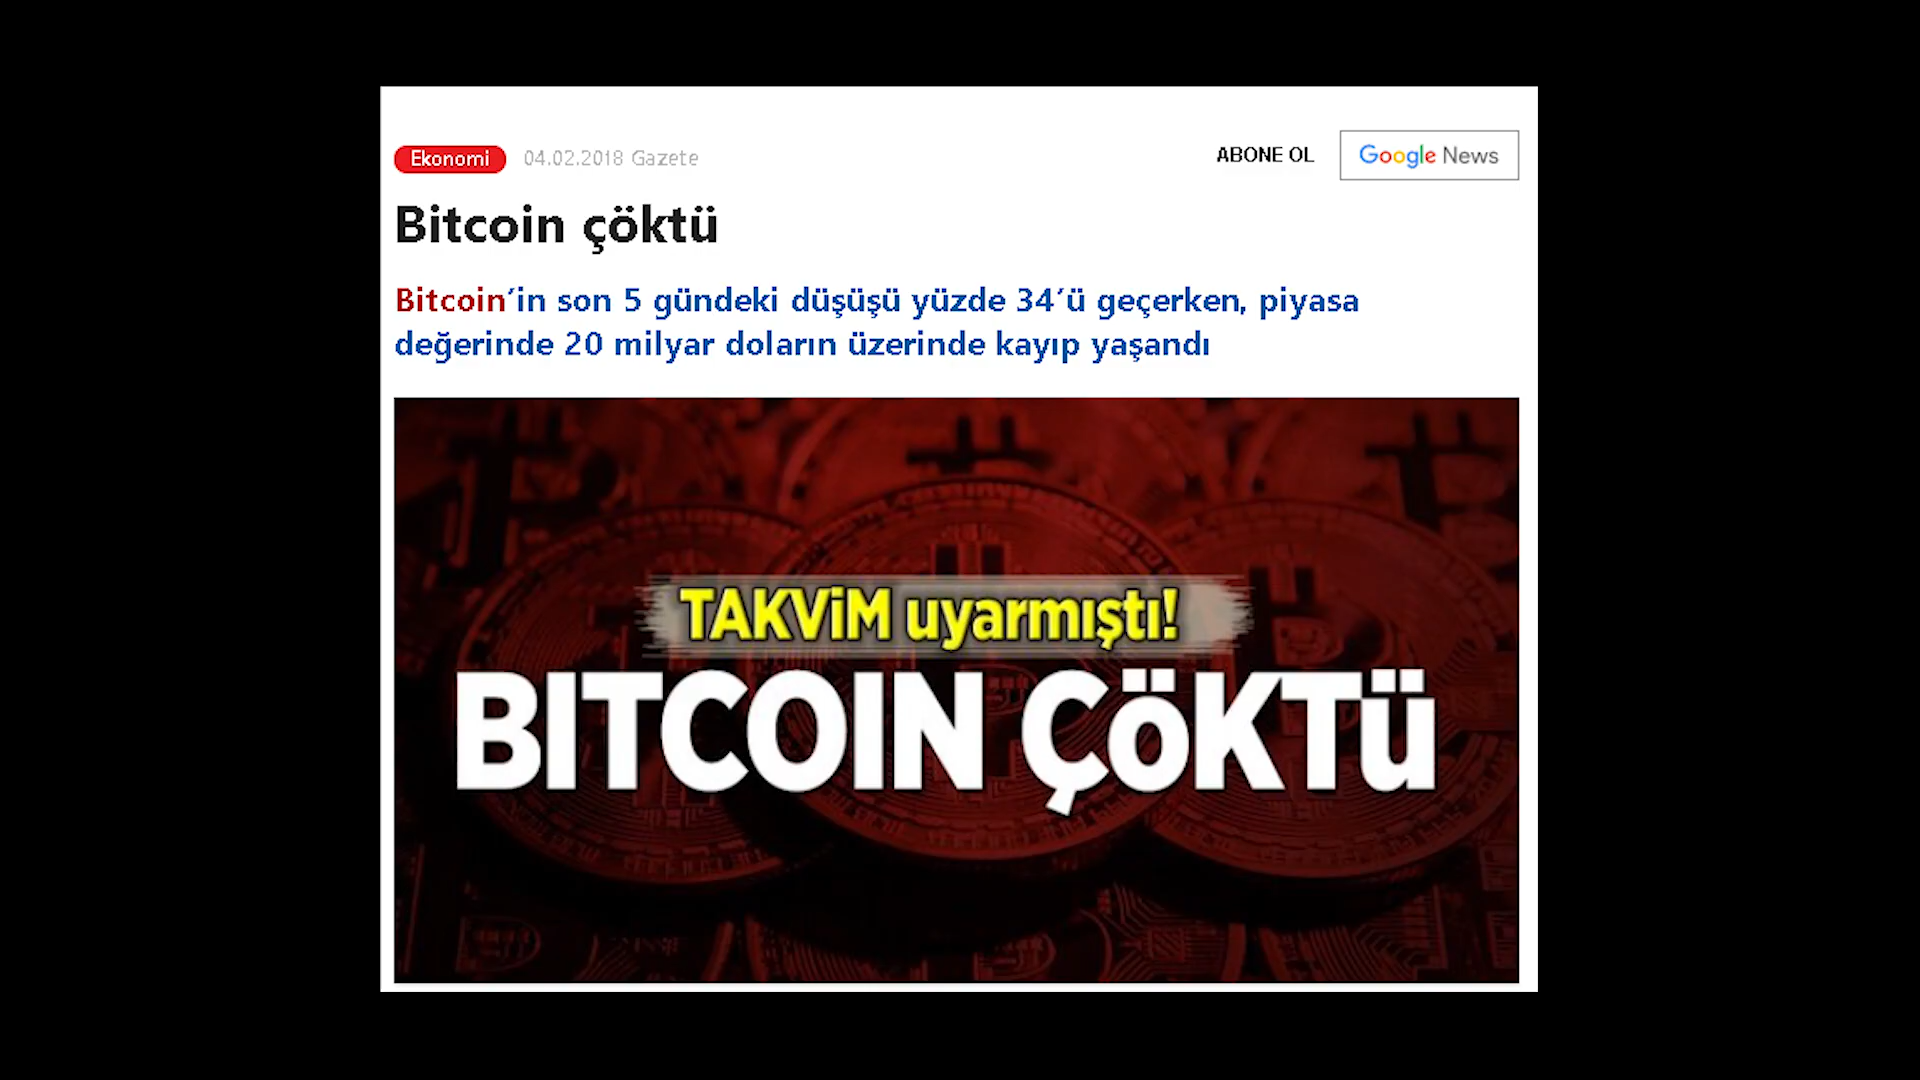 Ekonomi 04.02.2018 Gazete
ABONE OL Google News
Bitcoin çöktü
Bitcoin’in son 5 gündeki düşüşü yüzde 34’ü geçerken, piyasa
değerinde 20 milyar doların üzerinde kayıp yaşandı
TAKViM uyarmıştı!
BITCOIN ÇÖKTÜ